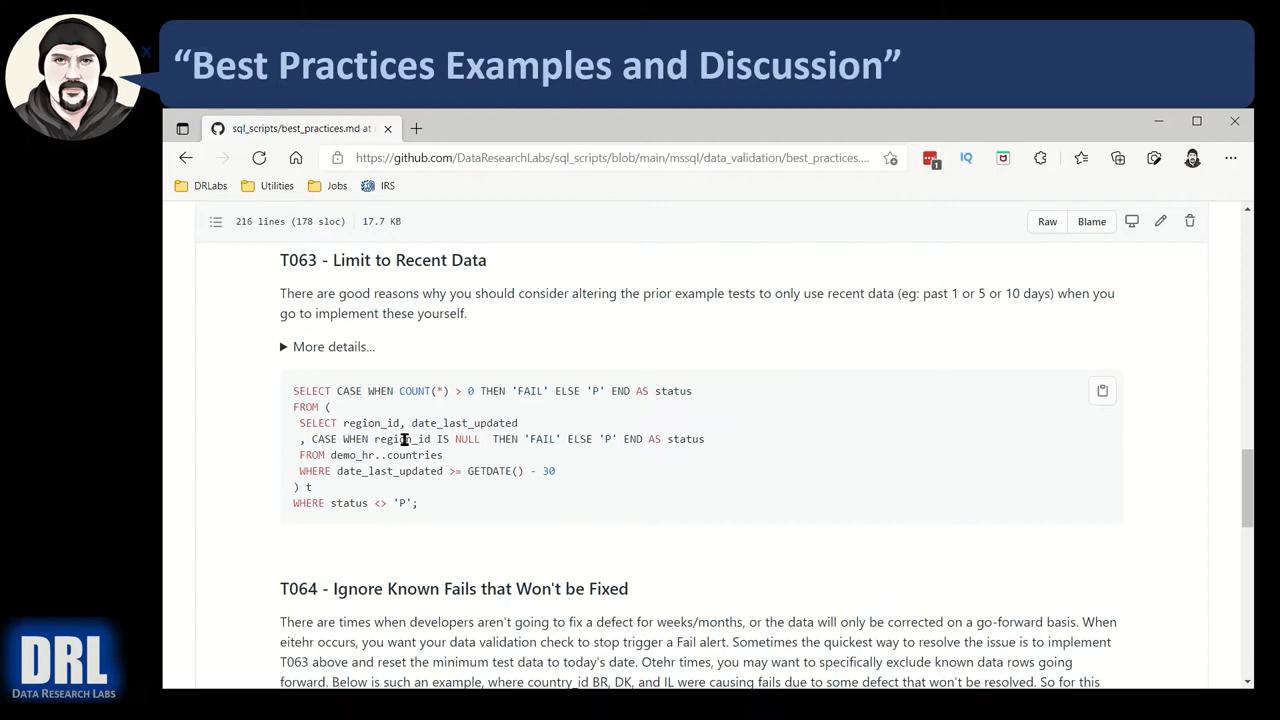 x
“Best Practices Examples and Discussion”
sql_scripts/best_practices.md at
https://github.com/DataResearchLabs/sql_scripts/blob/main/mssql/data_validation/best_practices....
1
IQ
DRLabs
Utilities
Jobs
IRS
216 lines (178 sloc)
17.7 KB
Raw
Blame
T063 - Limit to Recent Data
There are good reasons why you should consider altering the prior example tests to only use recent data (eg: past 1 or 5 or 10 days) when you
go to implement these yourself.
More details...
SELECT CASE WHEN COUNT(*) > 0 THEN 'FAIL' ELSE 'P' END AS status
FROM (
SELECT region_id, date_last_updated
, CASE WHEN region_id IS NULL  THEN 'FAIL' ELSE 'P' END AS status
FROM demo_hr..countries
WHERE date_last_updated >= GETDATE() - 30
) t
WHERE status <> 'P';
T064 - Ignore Known Fails that Won't be Fixed
There are times when developers aren't going to fix a defect for weeks/months, or the data will only be corrected on a go-forward basis. When
eitehr occurs, you want your data validation check to stop trigger a Fail alert. Sometimes the quickest way to resolve the issue is to implement
T063 above and reset the minimum test data to today's date. Otehr times, you may want to specifically exclude known data rows going
forward. Below is such an example, where country_id BR, DK, and IL were causing fails due to some defect that won't be resolved. So for this
DRL
DATA RESEARCH LABS